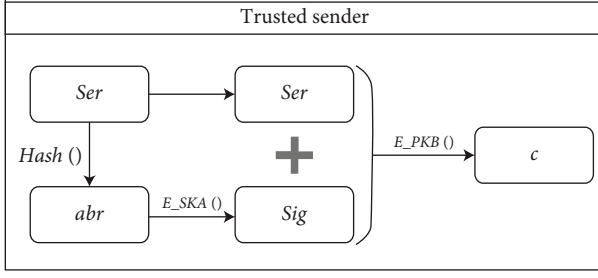 Trusted sender
Ser
Ser
Hash ()
+
E_PKB ()
c
abr
E_SKA ()
Sig